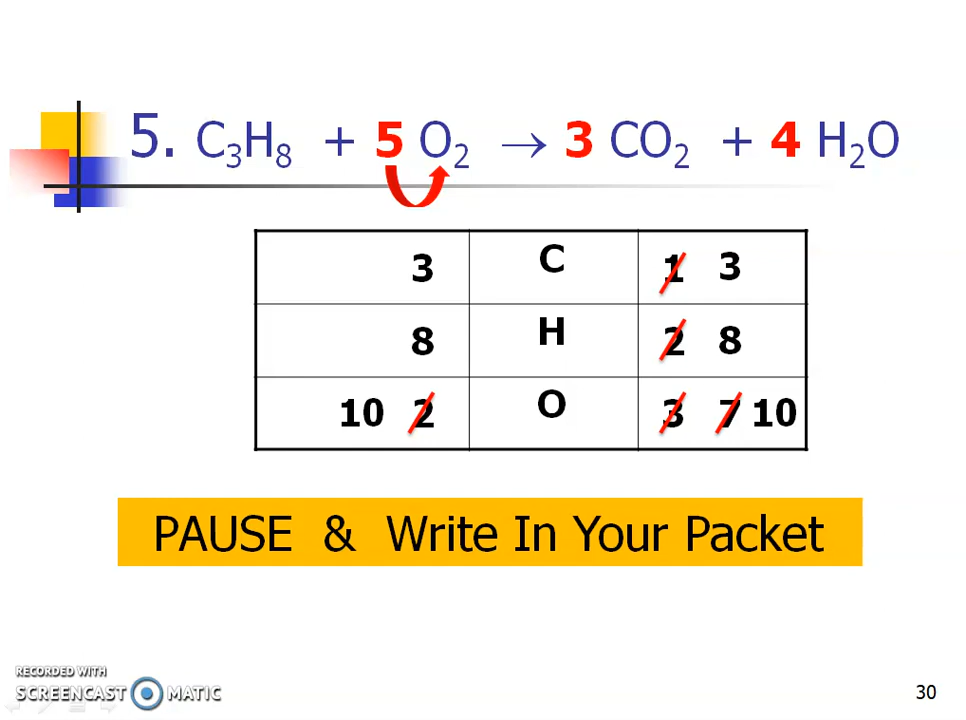 5. C₃H₈ + 5 O₂ → 3 CO₂ + 4 H₂O
3 C 1 3
8 H 2 8
10 2 O 3 7 10
PAUSE & Write In Your Packet
RECORDED WITH
SCREENCAST MATIC
30